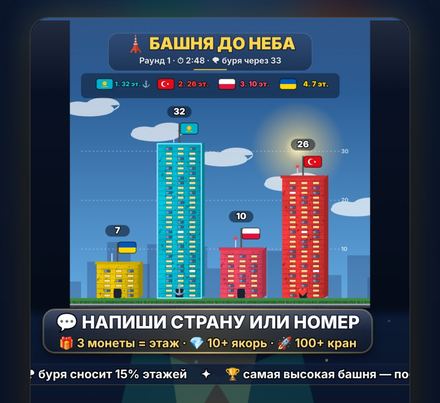 БАШНЯ ДО НЕБА
Раунд 1 · 2:48 · буря через 33
1. 32 эт. 2. 26 эт. 3. 10 эт. 4. 7 эт.
32
26
30
20
10
10
7
НАПИШИ СТРАНУ ИЛИ НОМЕР
3 монеты = этаж · 10+ якорь · 100+ кран
буря сносит 15% этажей ✦ самая высокая башня — по